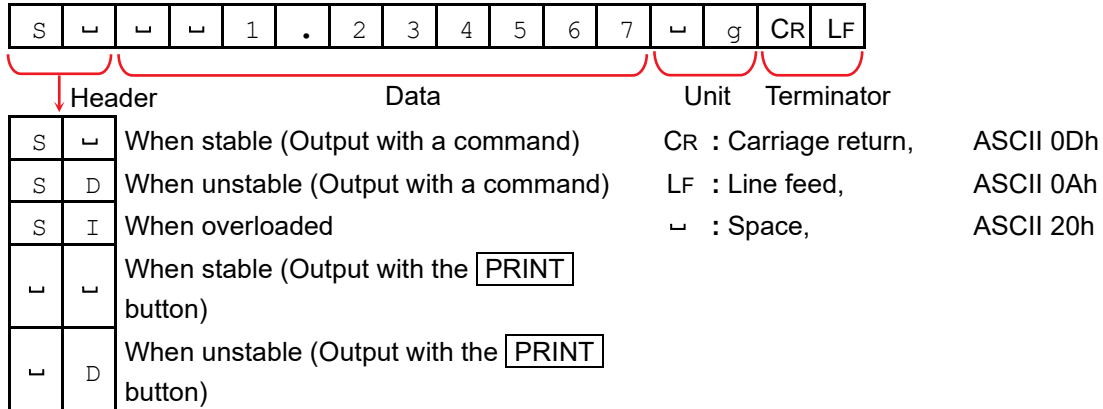 S ␣ ␣ ␣ 1 . 2 3 4 5 6 7 ␣ g CR LF
Header Data Unit Terminator
S ␣ When stable (Output with a command) CR : Carriage return, ASCII 0Dh
S D When unstable (Output with a command) LF : Line feed, ASCII 0Ah
S I When overloaded ␣ : Space, ASCII 20h
␣ ␣ When stable (Output with the PRINT
button)
␣ D When unstable (Output with the PRINT
button)